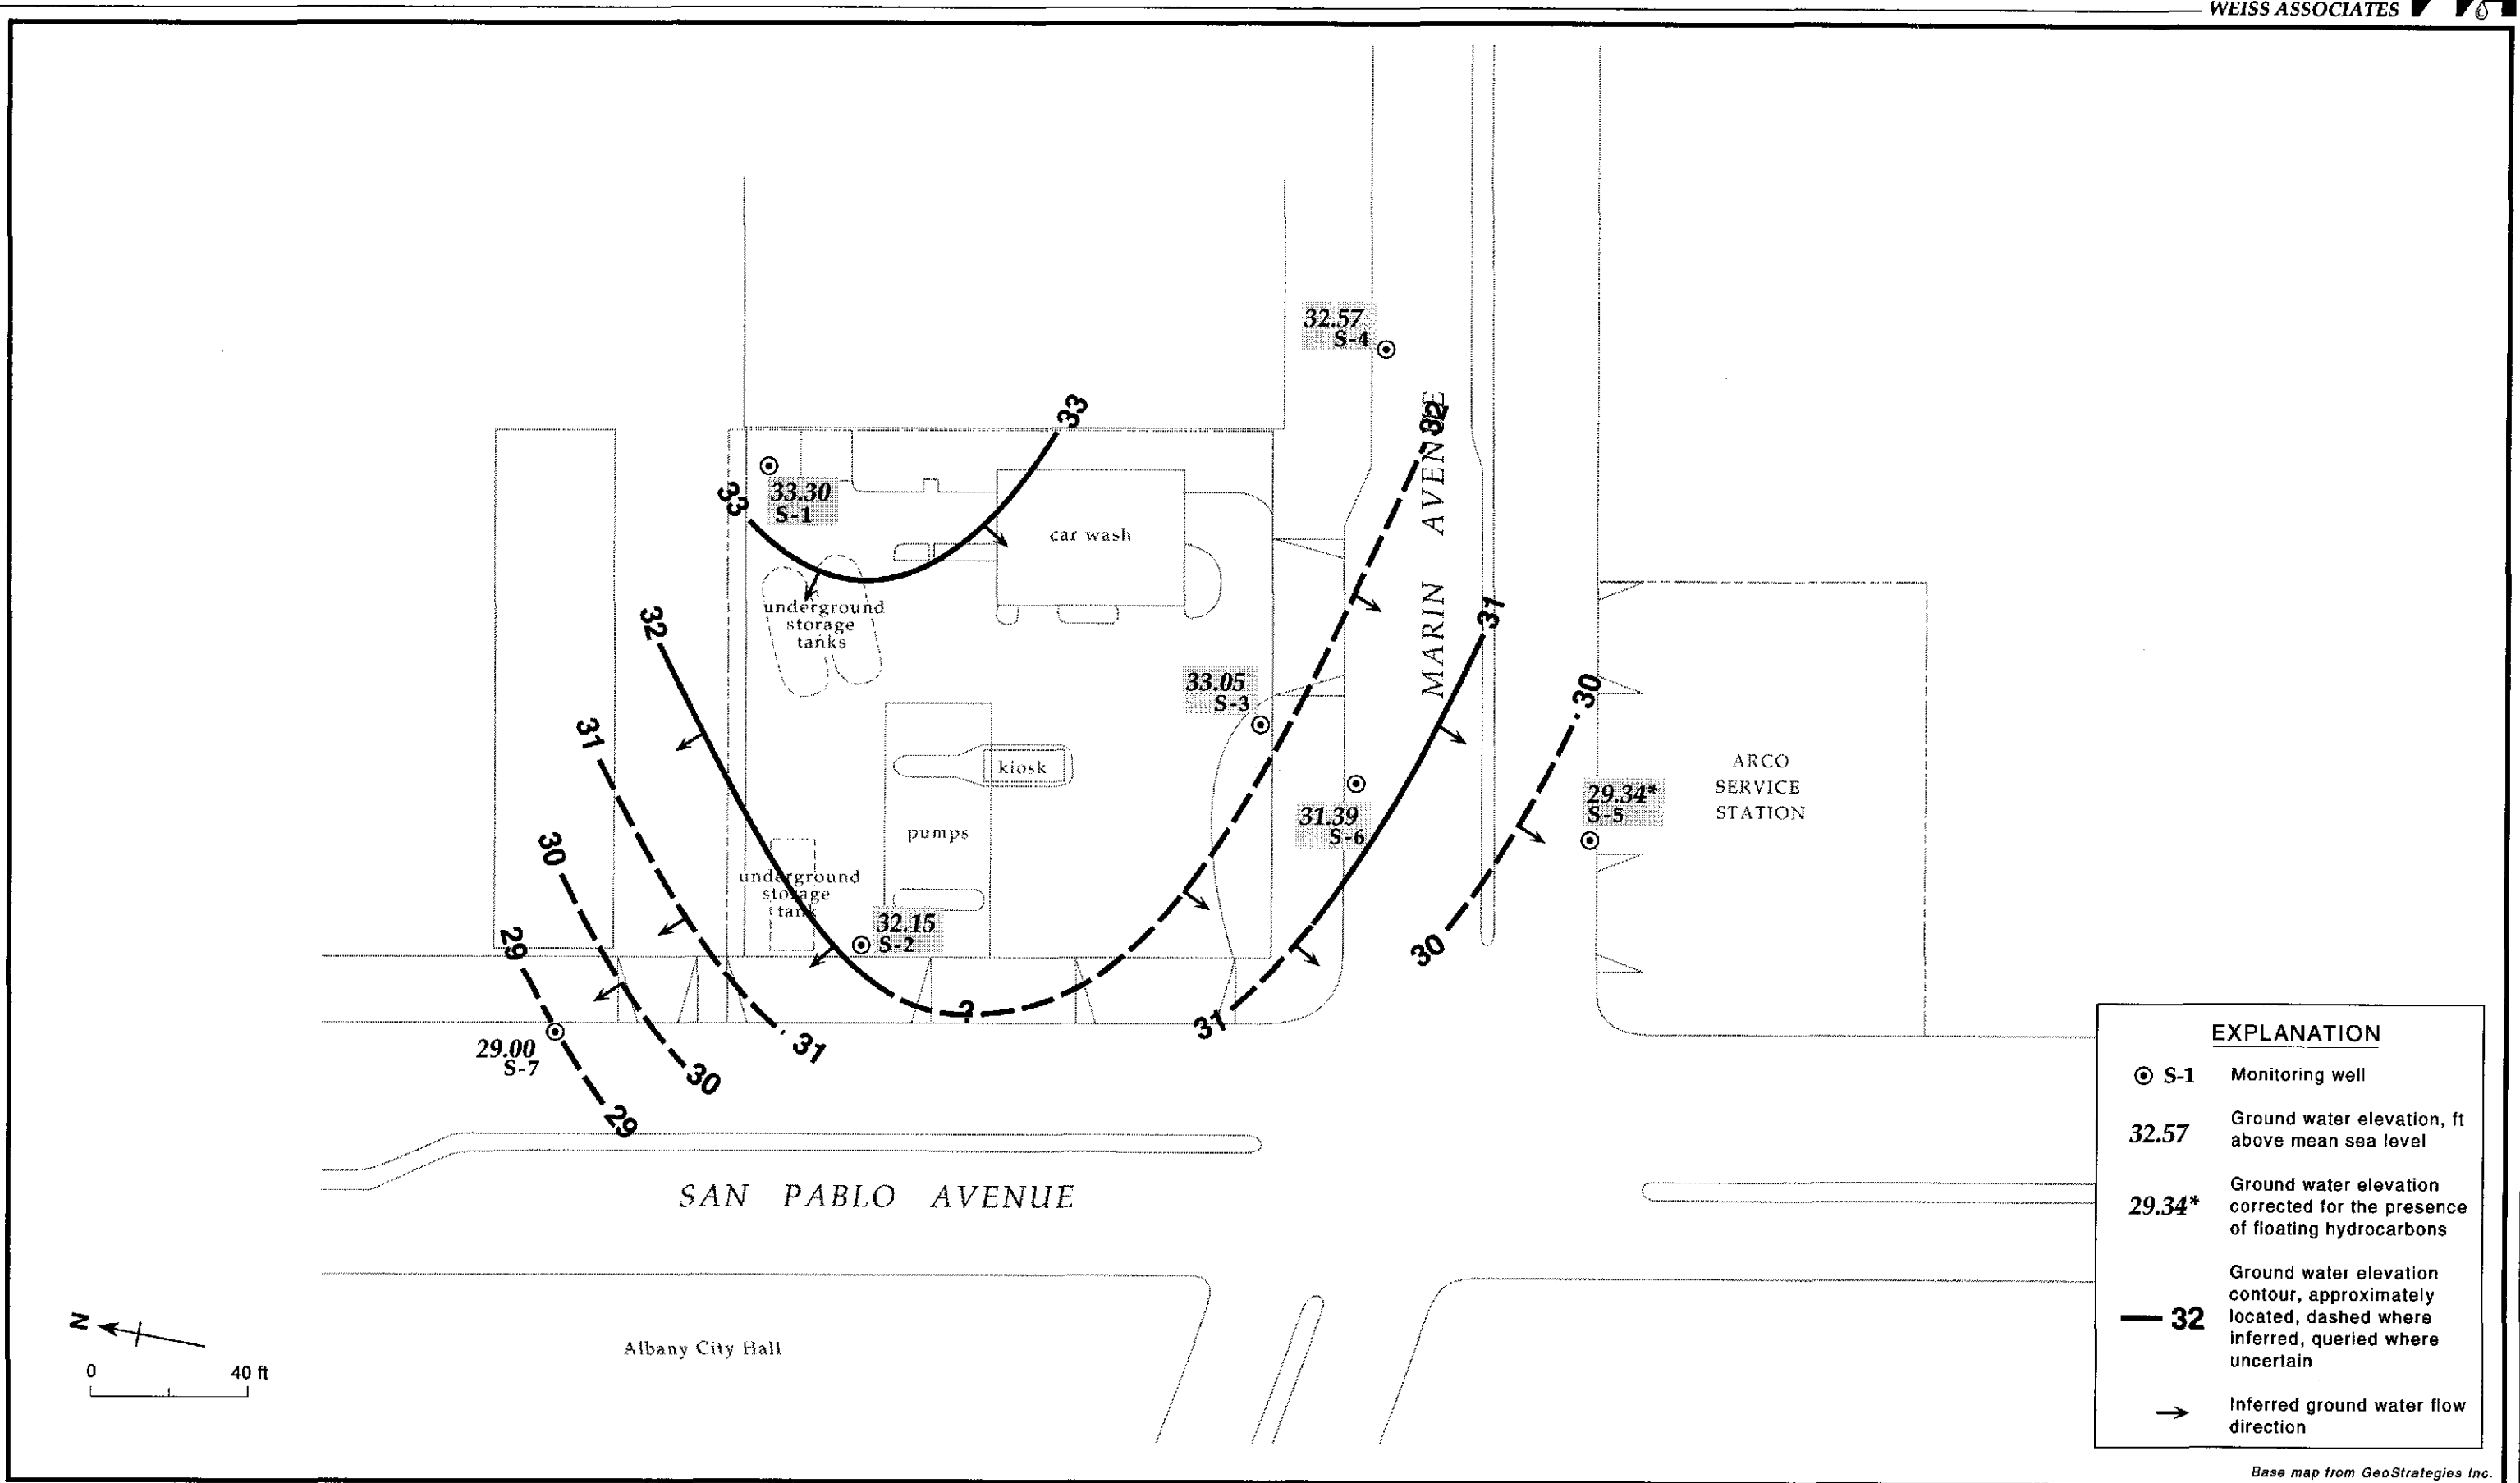 WEISS ASSOCIATES
32.57
S-4
33
33
33.30
S-1
32
MARIN AVENUE
car wash
underground
storage
tanks
32
31
33.05
S-3
30
31
kiosk
ARCO
SERVICE
STATION
29.34*
S-5
31.39
S-6
pumps
30
underground
storage
tank
32.15
S-2
29
30
?
31
31
29.00
S-7
30
29
SAN PABLO AVENUE
Albany City Hall
N
0 40 ft
EXPLANATION
S-1 Monitoring well
32.57 Ground water elevation, ft
above mean sea level
29.34* Ground water elevation
corrected for the presence
of floating hydrocarbons
32 Ground water elevation
contour, approximately
located, dashed where
inferred, queried where
uncertain
Inferred ground water flow
direction
Base map from GeoStrategies Inc.